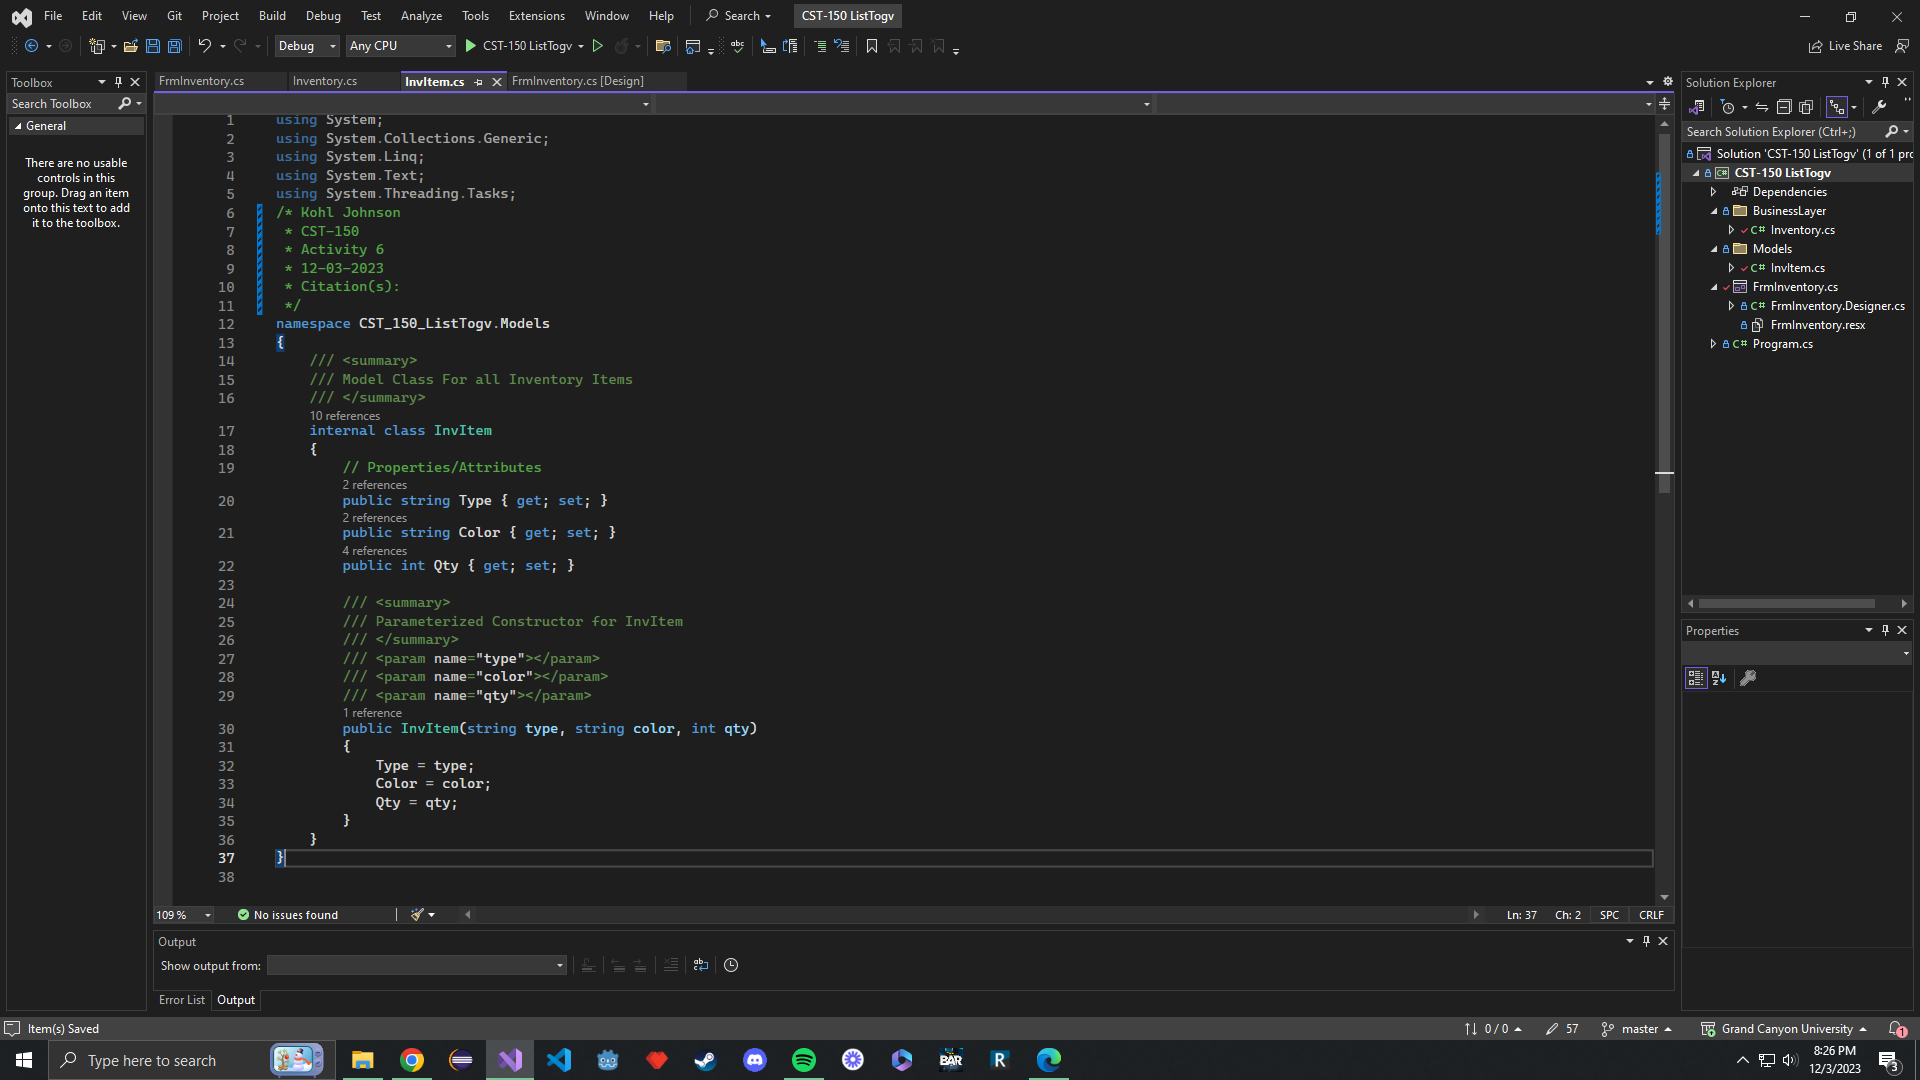 File Edit View Git Project Build Debug Test Analyze Tools Extensions Window Help Search CST-150 ListTogv
Debug Any CPU CST-150 ListTogv Live Share
Toolbox
Search Toolbox
General
There are no usable
controls in this
group. Drag an item
onto this text to add
it to the toolbox.
FrmInventory.cs Inventory.cs InvItem.cs FrmInventory.cs [Design]
1 using System;
2 using System.Collections.Generic;
3 using System.Linq;
4 using System.Text;
5 using System.Threading.Tasks;
6 /* Kohl Johnson
7 * CST-150
8 * Activity 6
9 * 12-03-2023
10 * Citation(s):
11 */
12 namespace CST_150_ListTogv.Models
13 {
14 /// <summary>
15 /// Model Class For all Inventory Items
16 /// </summary>
10 references
17 internal class InvItem
18 {
19 // Properties/Attributes
2 references
20 public string Type { get; set; }
2 references
21 public string Color { get; set; }
4 references
22 public int Qty { get; set; }
23
24 /// <summary>
25 /// Parameterized Constructor for InvItem
26 /// </summary>
27 /// <param name="type"></param>
28 /// <param name="color"></param>
29 /// <param name="qty"></param>
1 reference
30 public InvItem(string type, string color, int qty)
31 {
32 Type = type;
33 Color = color;
34 Qty = qty;
35 }
36 }
37 }
38
109 % No issues found Ln: 37 Ch: 2 SPC CRLF
Output
Show output from:
Error List Output
Solution Explorer
Search Solution Explorer (Ctrl+;)
Solution 'CST-150 ListTogv' (1 of 1 pro
C# CST-150 ListTogv
Dependencies
BusinessLayer
C# Inventory.cs
Models
C# InvItem.cs
FrmInventory.cs
C# FrmInventory.Designer.cs
FrmInventory.resx
C# Program.cs
Properties
Item(s) Saved 0 / 0 57 master Grand Canyon University 1
Type here to search BAR R 8:26 PM
12/3/2023 3